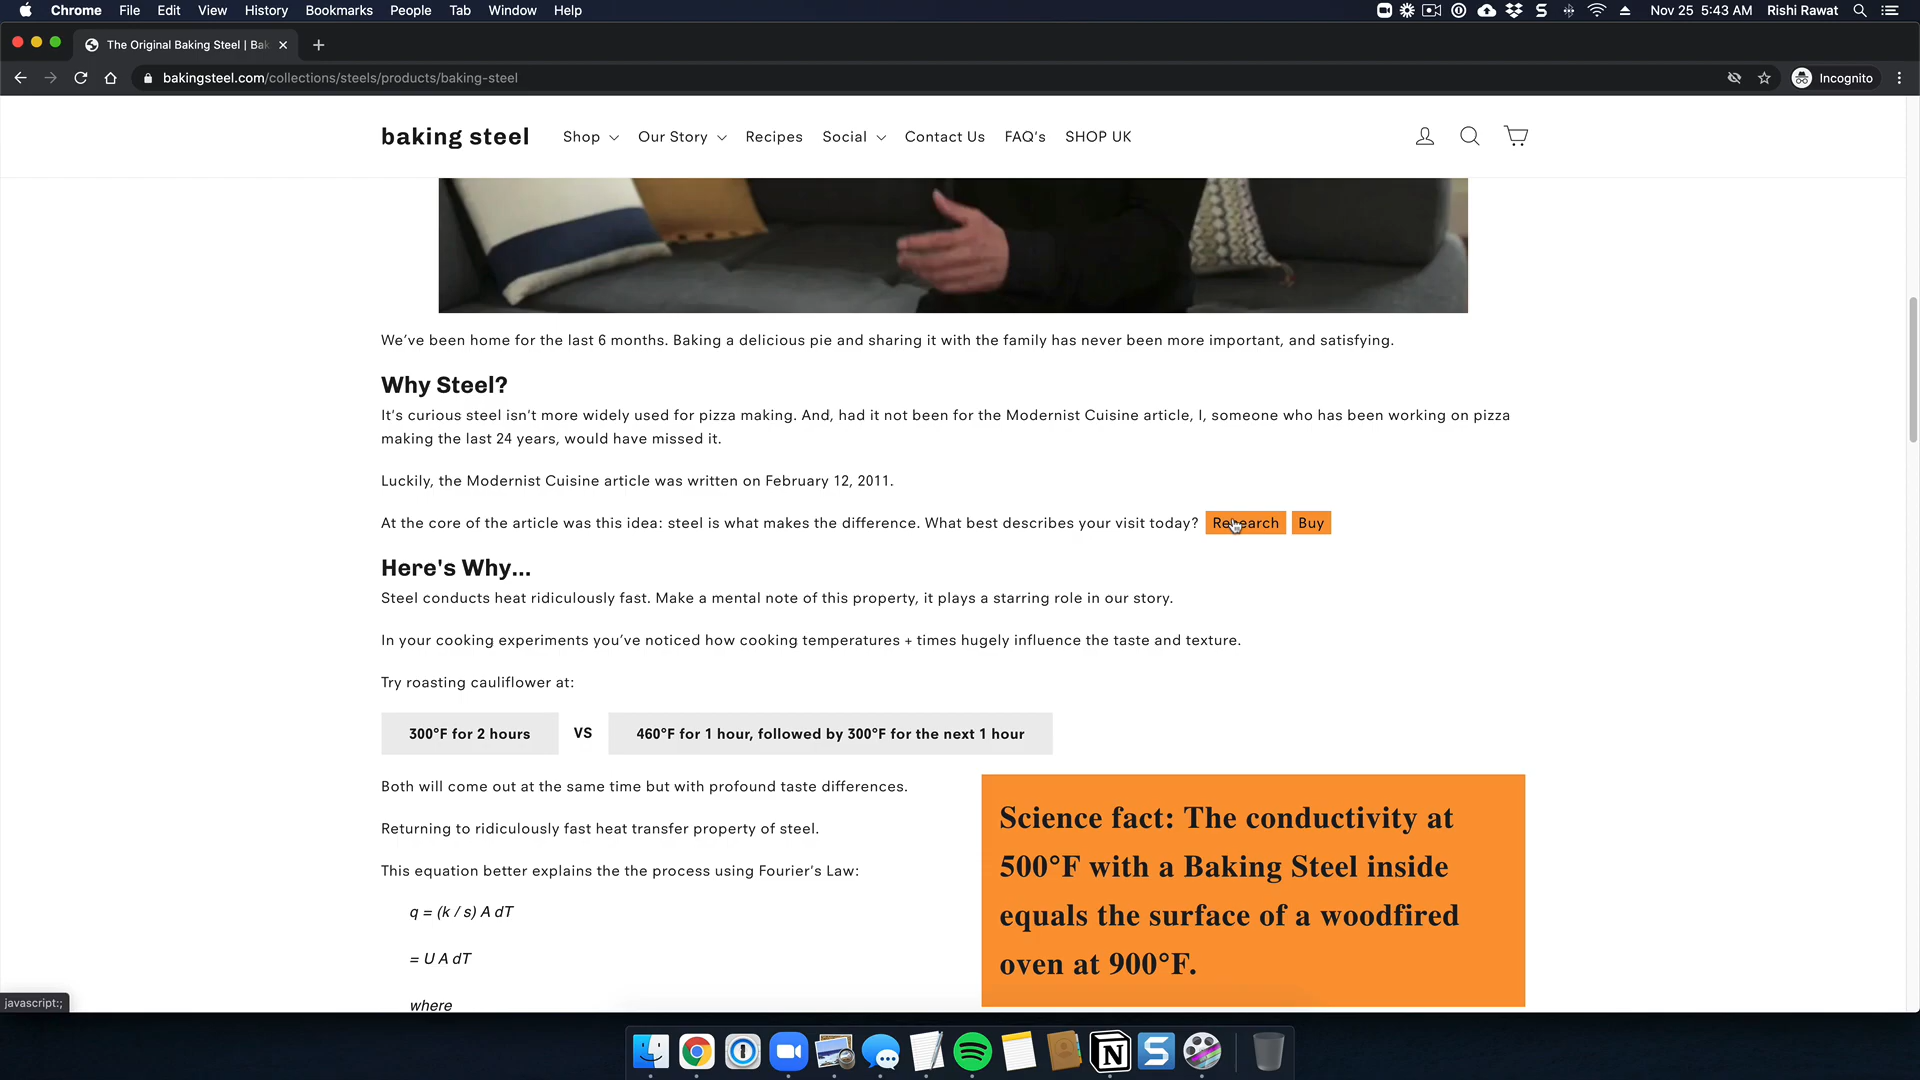 Chrome File Edit View History Bookmarks People Tab Window Help Nov 25 5:43 AM Rishi Rawat
The Original Baking Steel | Bak
bakingsteel.com/collections/steels/products/baking-steel Incognito
baking steel Shop Our Story Recipes Social Contact Us FAQ's SHOP UK
We've been home for the last 6 months. Baking a delicious pie and sharing it with the family has never been more important, and satisfying.
Why Steel?
It's curious steel isn't more widely used for pizza making. And, had it not been for the Modernist Cuisine article, I, someone who has been working on pizza
making the last 24 years, would have missed it.
Luckily, the Modernist Cuisine article was written on February 12, 2011.
At the core of the article was this idea: steel is what makes the difference. What best describes your visit today? Research Buy
Here's Why...
Steel conducts heat ridiculously fast. Make a mental note of this property, it plays a starring role in our story.
In your cooking experiments you've noticed how cooking temperatures + times hugely influence the taste and texture.
Try roasting cauliflower at:
300°F for 2 hours VS 460°F for 1 hour, followed by 300°F for the next 1 hour
Both will come out at the same time but with profound taste differences.
Returning to ridiculously fast heat transfer property of steel.
This equation better explains the the process using Fourier's Law:
q = (k / s) A dT
= U A dT
where
Science fact: The conductivity at
500°F with a Baking Steel inside
equals the surface of a woodfired
oven at 900°F.
javascript:;